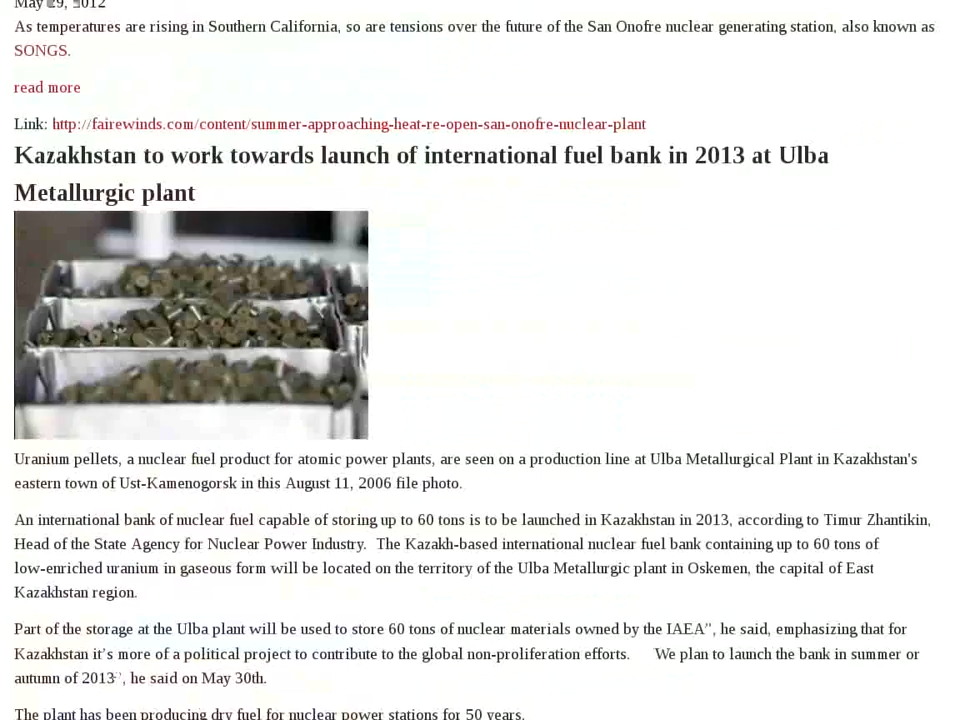 May 29, 2012
As temperatures are rising in Southern California, so are tensions over the future of the San Onofre nuclear generating station, also known as
SONGS.
read more
Link: http://fairewinds.com/content/summer-approaching-heat-re-open-san-onofre-nuclear-plant
Kazakhstan to work towards launch of international fuel bank in 2013 at Ulba
Metallurgic plant
Uranium pellets, a nuclear fuel product for atomic power plants, are seen on a production line at Ulba Metallurgical Plant in Kazakhstan's
eastern town of Ust-Kamenogorsk in this August 11, 2006 file photo.
An international bank of nuclear fuel capable of storing up to 60 tons is to be launched in Kazakhstan in 2013, according to Timur Zhantikin,
Head of the State Agency for Nuclear Power Industry. The Kazakh-based international nuclear fuel bank containing up to 60 tons of
low-enriched uranium in gaseous form will be located on the territory of the Ulba Metallurgic plant in Oskemen, the capital of East
Kazakhstan region.
Part of the storage at the Ulba plant will be used to store 60 tons of nuclear materials owned by the IAEA”, he said, emphasizing that for
Kazakhstan it’s more of a political project to contribute to the global non-proliferation efforts. We plan to launch the bank in summer or
autumn of 2013”, he said on May 30th.
The plant has been producing dry fuel for nuclear power stations for 50 years.